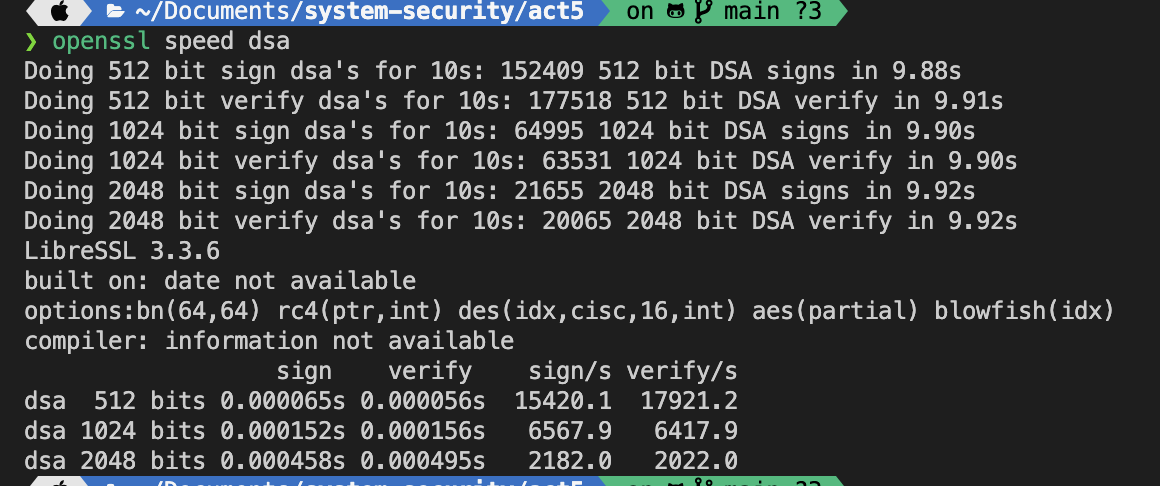 ~/Documents/system-security/act5 on main ?3
❯ openssl speed dsa
Doing 512 bit sign dsa's for 10s: 152409 512 bit DSA signs in 9.88s
Doing 512 bit verify dsa's for 10s: 177518 512 bit DSA verify in 9.91s
Doing 1024 bit sign dsa's for 10s: 64995 1024 bit DSA signs in 9.90s
Doing 1024 bit verify dsa's for 10s: 63531 1024 bit DSA verify in 9.90s
Doing 2048 bit sign dsa's for 10s: 21655 2048 bit DSA signs in 9.92s
Doing 2048 bit verify dsa's for 10s: 20065 2048 bit DSA verify in 9.92s
LibreSSL 3.3.6
built on: date not available
options:bn(64,64) rc4(ptr,int) des(idx,cisc,16,int) aes(partial) blowfish(idx)
compiler: information not available
                  sign    verify    sign/s verify/s
dsa  512 bits 0.000065s 0.000056s  15420.1  17921.2
dsa 1024 bits 0.000152s 0.000156s   6567.9   6417.9
dsa 2048 bits 0.000458s 0.000495s   2182.0   2022.0
~/Documents/system-security/act5 on main ?3